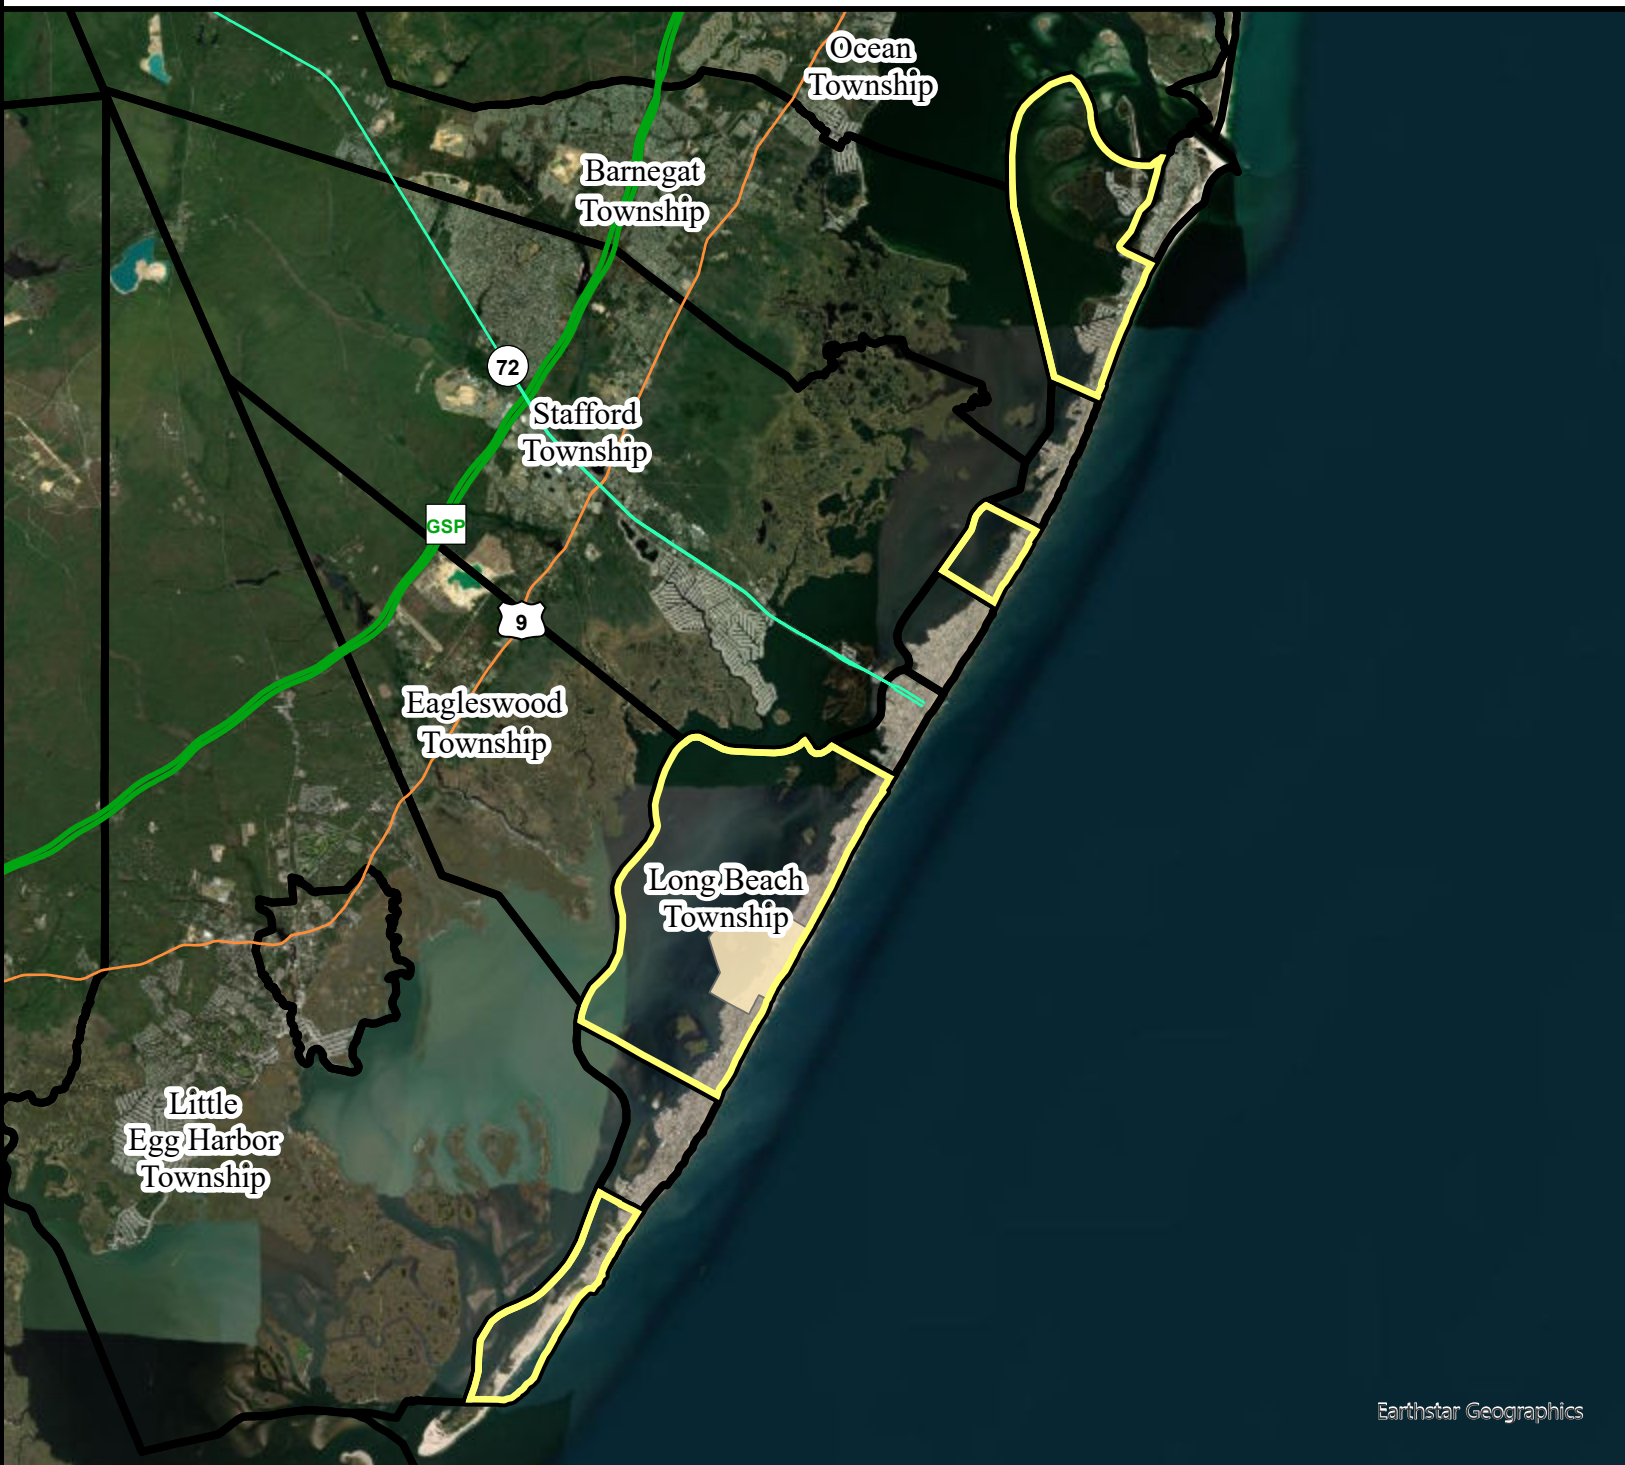 Ocean
Township
Barnegat
Township
72
Stafford
Township
GSP
9
Eagleswood
Township
Long Beach
Township
Little
Egg Harbor
Township
Earthstar Geographics